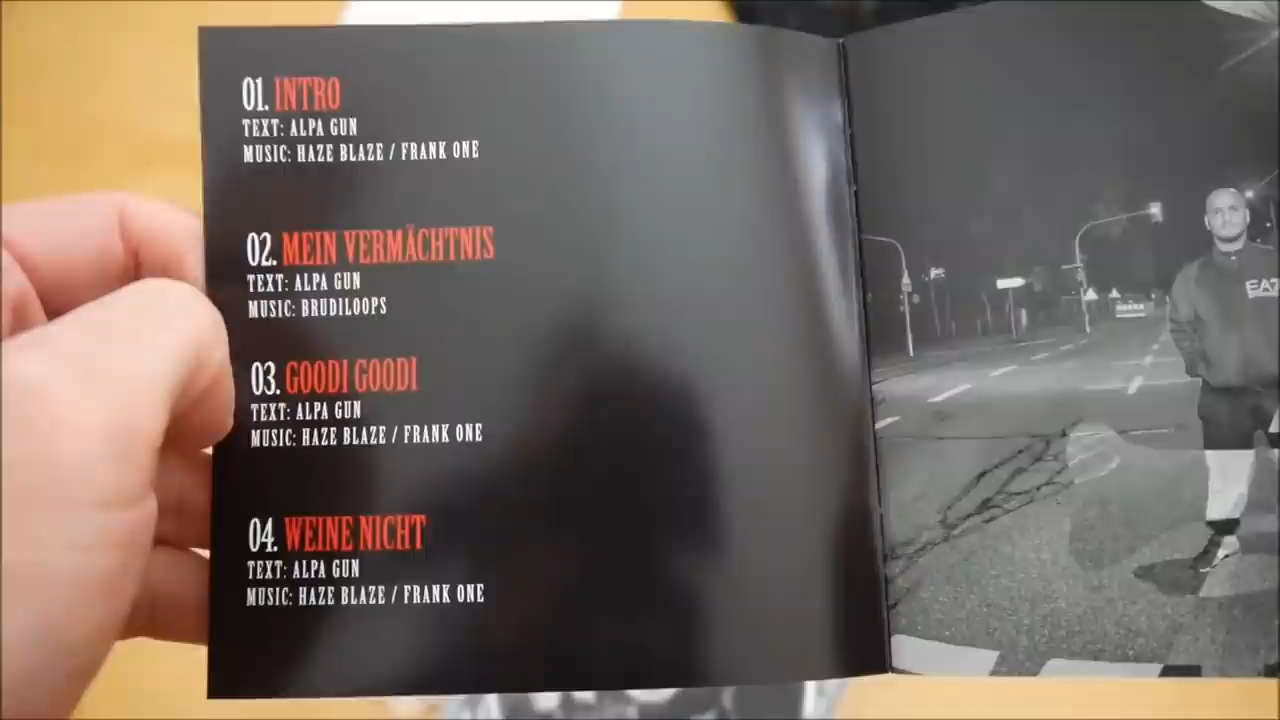 01. INTRO
TEXT: ALPA GUN
MUSIC: HAZE BLAZE / FRANK ONE
02. MEIN VERMÄCHTNIS
TEXT: ALPA GUN
MUSIC: BRUDILOOPS
03. GOODI GOODI
TEXT: ALPA GUN
MUSIC: HAZE BLAZE / FRANK ONE
04. WEINE NICHT
TEXT: ALPA GUN
MUSIC: HAZE BLAZE / FRANK ONE